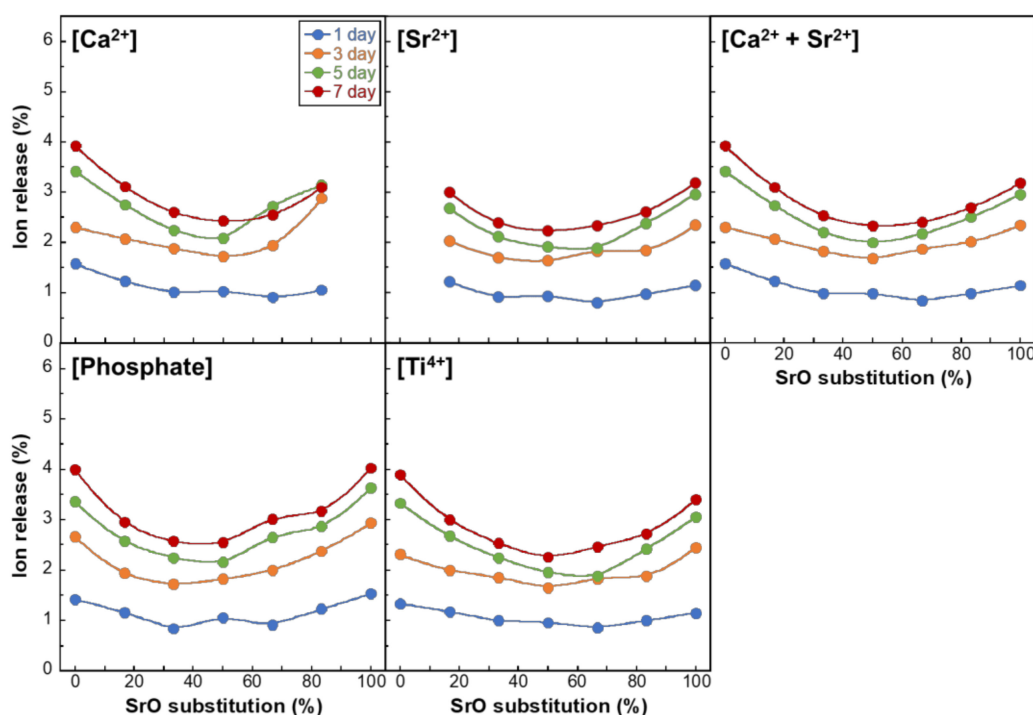 [Ca²⁺]
1 day
3 day
5 day
7 day
[Sr²⁺]
[Ca²⁺ + Sr²⁺]
Ion release (%)
6
5
4
3
2
1
0
0 20 40 60 80 100
SrO substitution (%)
[Phosphate]
[Ti⁴⁺]
Ion release (%)
6
5
4
3
2
1
0
0 20 40 60 80 100
0 20 40 60 80 100
SrO substitution (%)
SrO substitution (%)